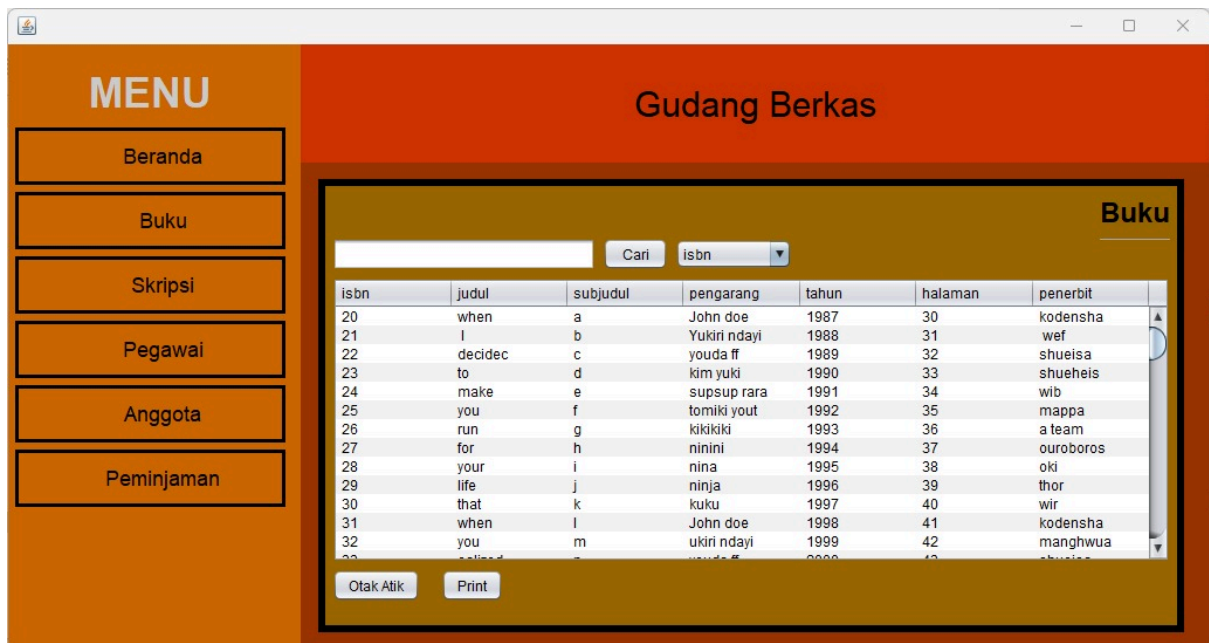 MENU
Gudang Berkas
Beranda
Buku
Skripsi
Pegawai
Anggota
Peminjaman
Buku
Cari isbn
isbn judul subjudul pengarang tahun halaman penerbit
20 when a John doe 1987 30 kodensha
21 I b Yukiri ndayi 1988 31 wef
22 decidec c youda ff 1989 32 shueisa
23 to d kim yuki 1990 33 shueheis
24 make e supsup rara 1991 34 wib
25 you f tomiki yout 1992 35 mappa
26 run g kikikiki 1993 36 a team
27 for h ninini 1994 37 ouroboros
28 your i nina 1995 38 oki
29 life j ninja 1996 39 thor
30 that k kuku 1997 40 wir
31 when l John doe 1998 41 kodensha
32 you m ukiri ndayi 1999 42 manghwua
Otak Atik Print